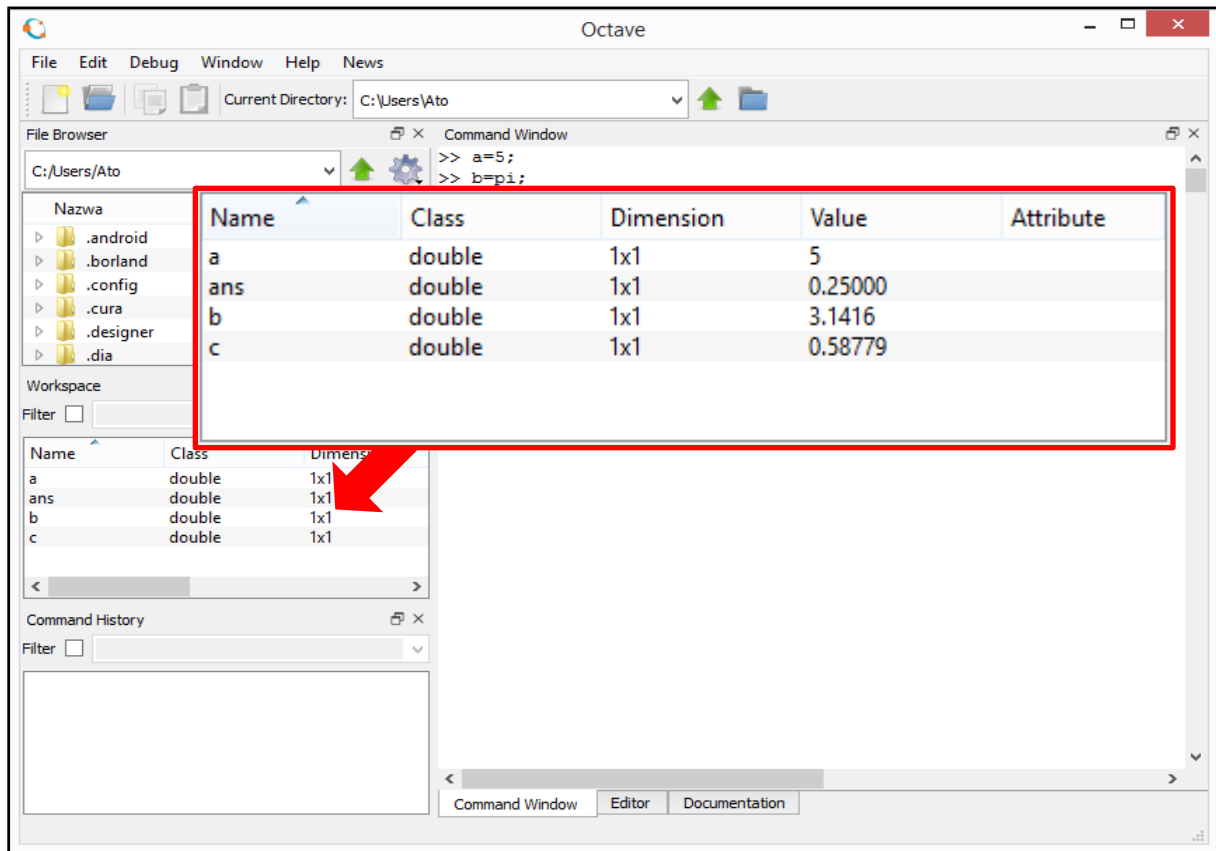 Octave
File Edit Debug Window Help News
Current Directory: C:\Users\Ato
File Browser
C:/Users/Ato
Nazwa
.android
.borland
.config
.cura
.designer
.dia
Workspace
Filter
Name Class Dimens
a double 1x1
ans double 1x1
b double 1x1
c double 1x1
Command History
Filter
Command Window
>> a=5;
>> b=pi;
Name Class Dimension Value Attribute
a double 1x1 5
ans double 1x1 0.25000
b double 1x1 3.1416
c double 1x1 0.58779
Command Window Editor Documentation